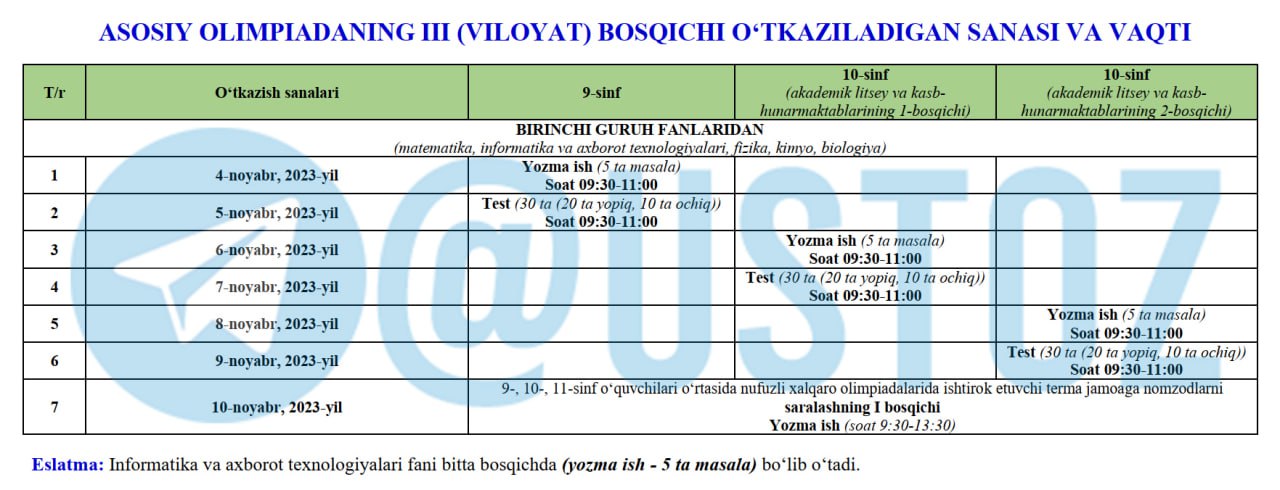 ASOSIY OLIMPIADANING III (VILOYAT) BOSQICHI OʻTKAZILADIGAN SANASI VA VAQTI
T/r
Oʻtkazish sanalari
9-sinf
10-sinf
(akademik litsey va kasb-
hunarmaktablarining 1-bosqichi)
10-sinf
(akademik litsey va kasb-
hunarmaktablarining 2-bosqichi)
BIRINCHI GURUH FANLARIDAN
(matematika, informatika va axborot texnologiyalari, fizika, kimyo, biologiya)
1
4-noyabr, 2023-yil
Yozma ish (5 ta masala)
Soat 09:30-11:00
2
5-noyabr, 2023-yil
Test (30 ta (20 ta yopiq, 10 ta ochiq))
Soat 09:30-11:00
3
6-noyabr, 2023-yil
Yozma ish (5 ta masala)
Soat 09:30-11:00
4
7-noyabr, 2023-yil
Test (30 ta (20 ta yopiq, 10 ta ochiq))
Soat 09:30-11:00
5
8-noyabr, 2023-yil
Yozma ish (5 ta masala)
Soat 09:30-11:00
6
9-noyabr, 2023-yil
Test (30 ta (20 ta yopiq, 10 ta ochiq))
Soat 09:30-11:00
7
10-noyabr, 2023-yil
9-, 10-, 11-sinf oʻquvchilari oʻrtasida nufuzli xalqaro olimpiadalarida ishtirok etuvchi terma jamoaga nomzodlarni
saralashning I bosqichi
Yozma ish (soat 9:30-13:30)
Eslatma: Informatika va axborot texnologiyalari fani bitta bosqichda (yozma ish - 5 ta masala) boʻlib oʻtadi.
@USTOZ